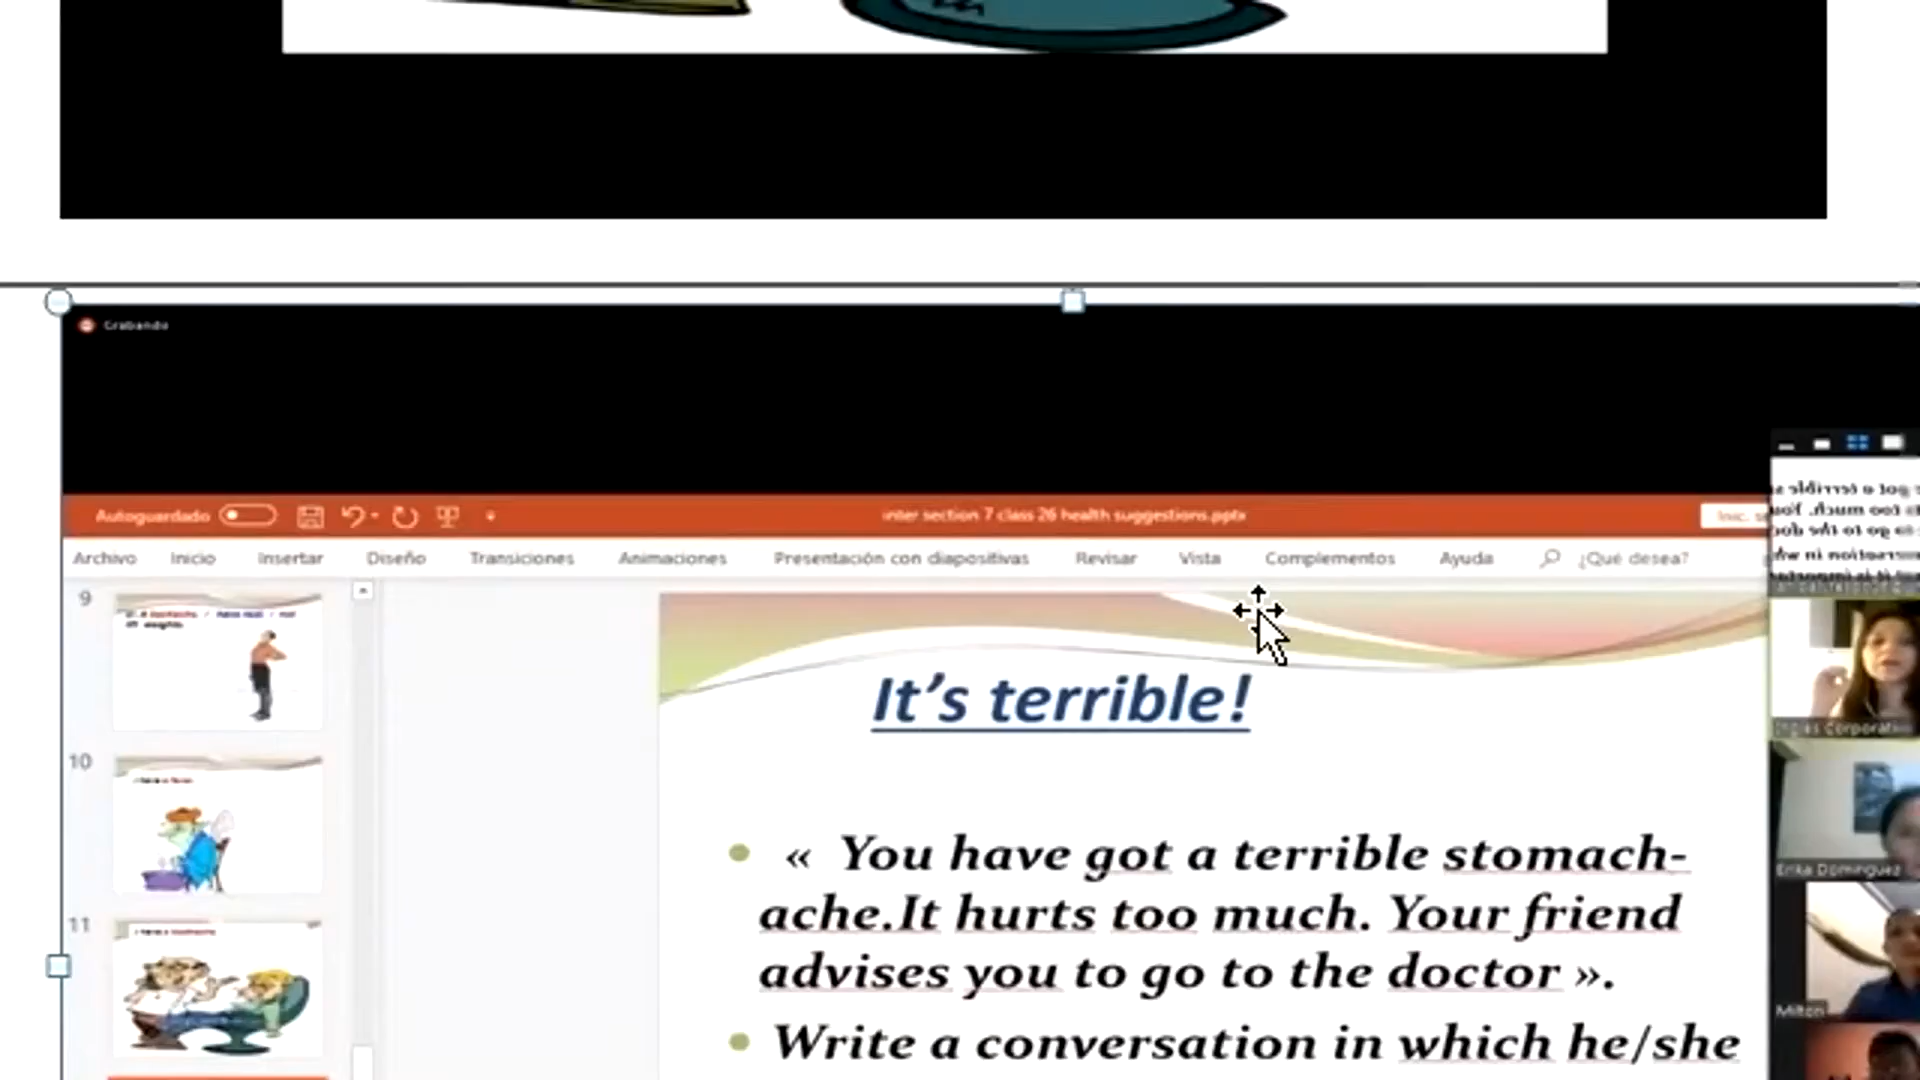 Grabando
Autoguardado
inter section 7 class 26 health suggestions.pptx
Inic. s
Archivo Inicio Insertar Diseño Transiciones Animaciones Presentación con diapositivas Revisar Vista Complementos Ayuda ¿Qué desea?
9
10
11
It's terrible!
« You have got a terrible stomach-
ache.It hurts too much. Your friend
advises you to go to the doctor ».
Write a conversation in which he/she
Erika Dominguez
Milton